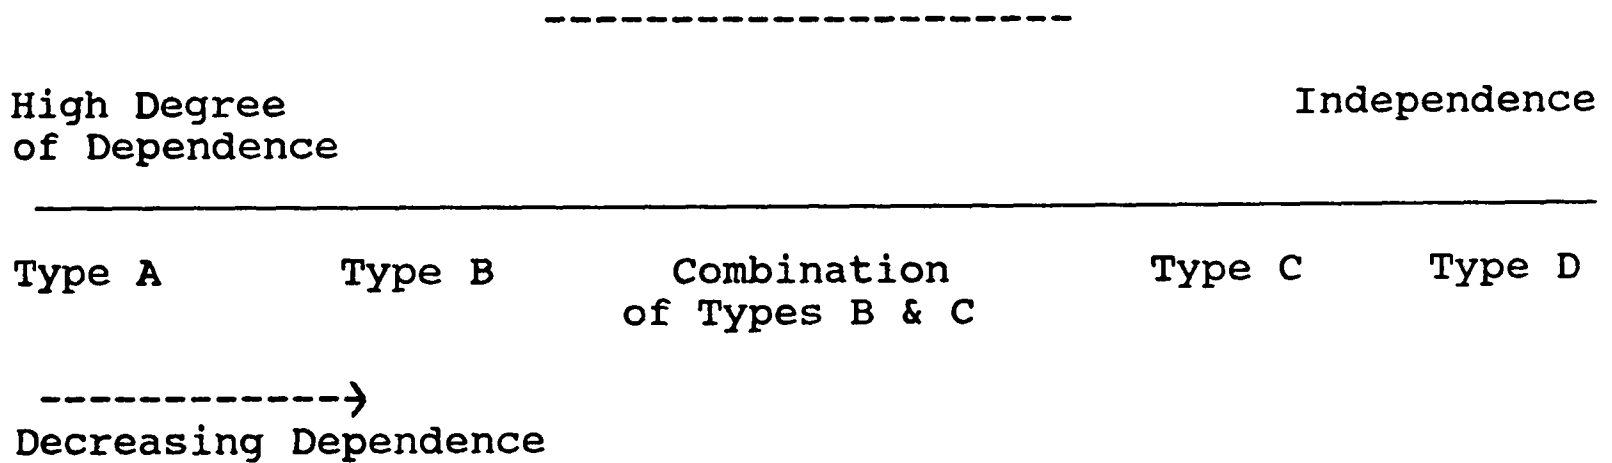 High Degree
of Dependence
Independence
Type A
Type B
Combination
of Types B & C
Type C
Type D
Decreasing Dependence